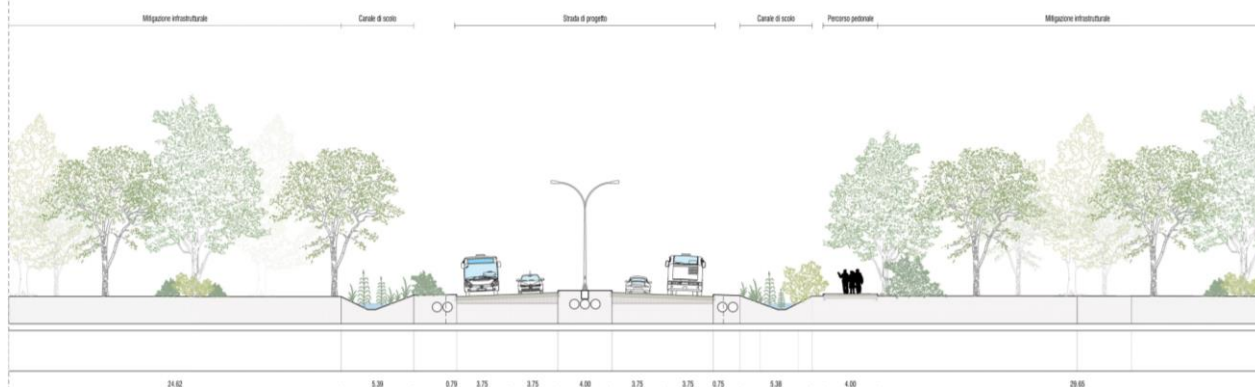 Mitigazione infrastrutturale Canale di scolo Strada di progetto Canale di scolo Percorso pedonale Mitigazione infrastrutturale
24.62 5.39 0.79 3.75 3.75 4.00 3.75 3.75 0.75 5.38 4.00 29.65